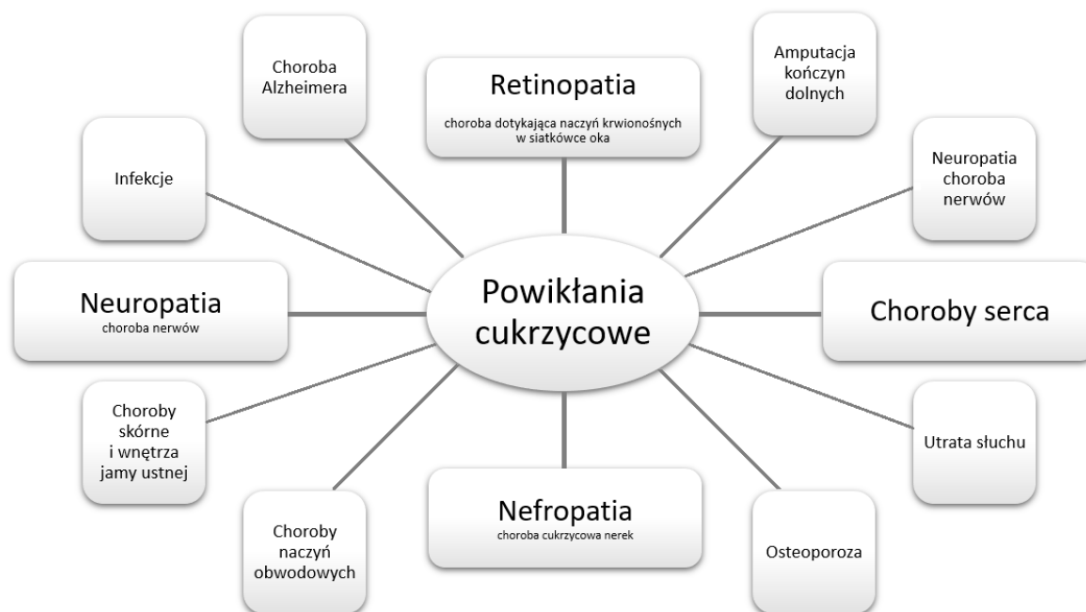 Choroba
Alzheimera
Retinopatia
choroba dotykająca naczyń krwionośnych
w siatkówce oka
Amputacja
kończyn
dolnych
Infekcje
Neuropatia
choroba
nerwów
Neuropatia
choroba nerwów
Powikłania
cukrzycowe
Choroby serca
Choroby
skórne
i wnętrza
jamy ustnej
Utrata słuchu
Choroby
naczyń
obwodowych
Nefropatia
choroba cukrzycowa nerek
Osteoporoza